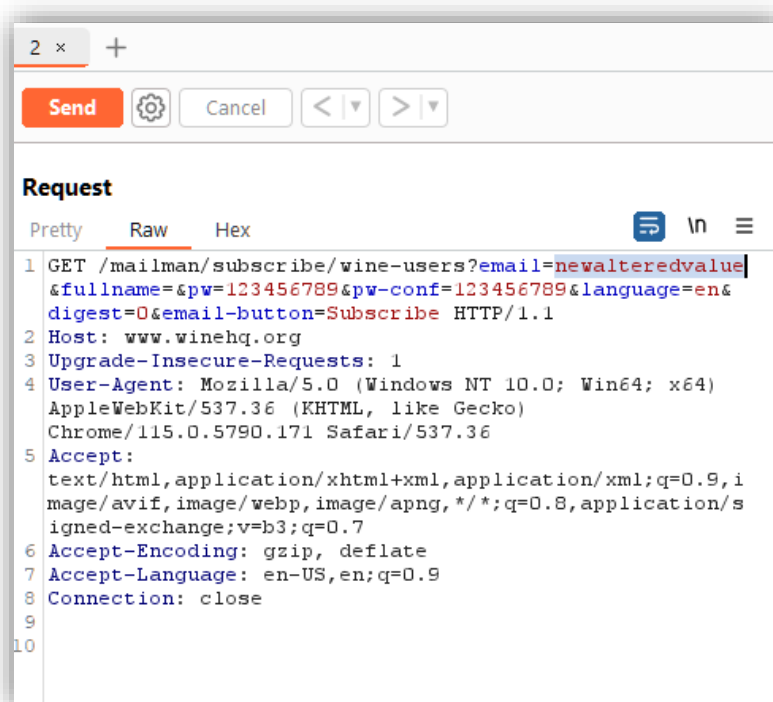 2 × +
Send Cancel < > 
Request
Pretty Raw Hex \n
1 GET /mailman/subscribe/wine-users?email=newalteredvalue
&fullname=&pw=123456789&pw-conf=123456789&language=en&
digest=0&email-button=Subscribe HTTP/1.1
2 Host: www.winehq.org
3 Upgrade-Insecure-Requests: 1
4 User-Agent: Mozilla/5.0 (Windows NT 10.0; Win64; x64)
AppleWebKit/537.36 (KHTML, like Gecko)
Chrome/115.0.5790.171 Safari/537.36
5 Accept:
text/html,application/xhtml+xml,application/xml;q=0.9,i
mage/avif,image/webp,image/apng,*/*;q=0.8,application/s
igned-exchange;v=b3;q=0.7
6 Accept-Encoding: gzip, deflate
7 Accept-Language: en-US,en;q=0.9
8 Connection: close
9
10